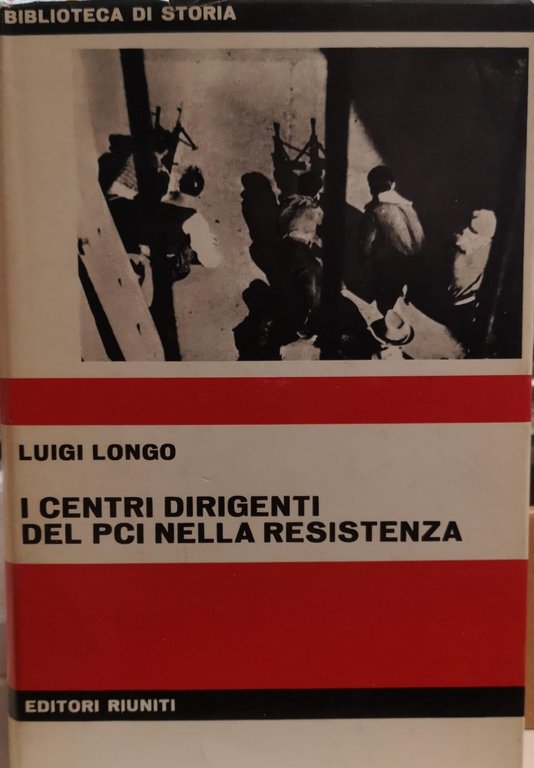 BIBLIOTECA DI STORIA
LUIGI LONGO
I CENTRI DIRIGENTI
DEL PCI NELLA RESISTENZA
EDITORI RIUNITI